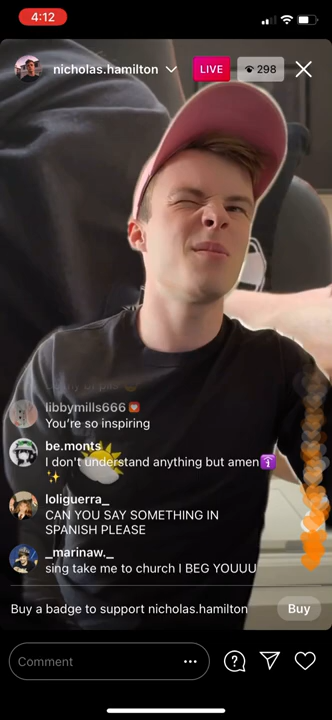 4:12
nicholas.hamilton
LIVE
298
libbymills666
You're so inspiring
be.monts
I don't understand anything but amen
loliguerra_
CAN YOU SAY SOMETHING IN
SPANISH PLEASE
_marinaw._
sing take me to church I BEG YOUUU
Buy a badge to support nicholas.hamilton
Buy
Comment